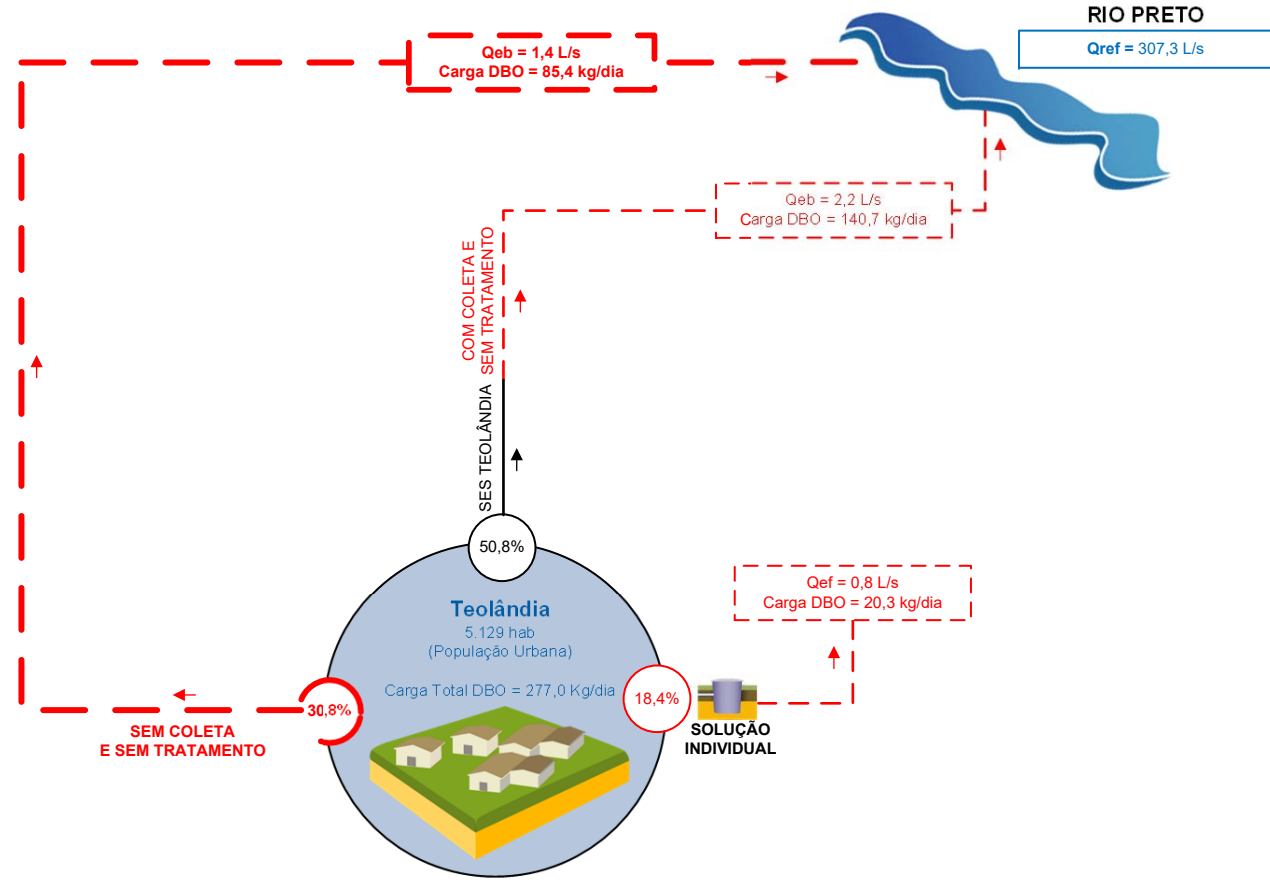 RIO PRETO
Qref = 307,3 L/s
Qeb = 1,4 L/s
Carga DBO = 85,4 kg/dia
Qeb = 2,2 L/s
Carga DBO = 140,7 kg/dia
COM COLETA E
SEM TRATAMENTO
SES TEOLÂNDIA
50,8%
Teolândia
5.129 hab
(População Urbana)
Carga Total DBO = 277,0 Kg/dia
Qef = 0,8 L/s
Carga DBO = 20,3 kg/dia
18,4%
SOLUÇÃO
INDIVIDUAL
30,8%
SEM COLETA
E SEM TRATAMENTO